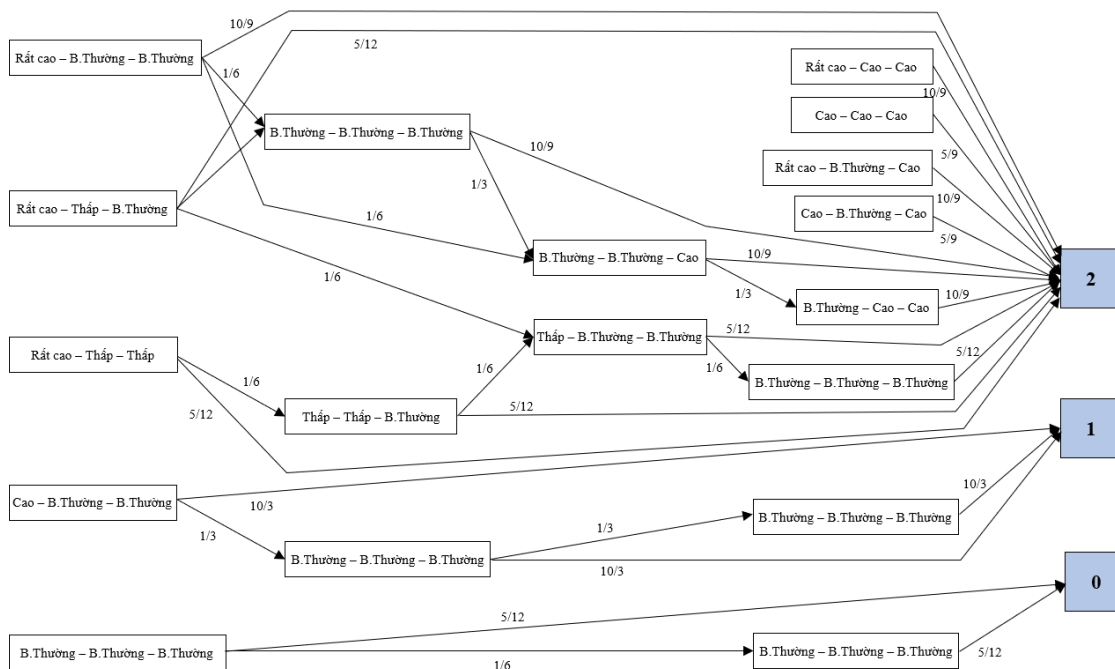 10/9
5/12
Rất cao – B.Thường – B.Thường
Rất cao – Cao – Cao
1/6
10/9
Cao – Cao – Cao
B.Thường – B.Thường – B.Thường
10/9
5/9
Rất cao – B.Thường – Cao
1/3
10/9
Rất cao – Thấp – B.Thường
Cao – B.Thường – Cao
1/6
5/9
B.Thường – B.Thường – Cao
10/9
1/6
1/3
2
B.Thường – Cao – Cao
10/9
Thấp – B.Thường – B.Thường
5/12
Rất cao – Thấp – Thấp
5/12
1/6
1/6
1/6
B.Thường – B.Thường – B.Thường
5/12
Thấp – Thấp – B.Thường
5/12
1
Cao – B.Thường – B.Thường
10/3
10/3
B.Thường – B.Thường – B.Thường
1/3
1/3
B.Thường – B.Thường – B.Thường
10/3
0
5/12
B.Thường – B.Thường – B.Thường
B.Thường – B.Thường – B.Thường
5/12
1/6